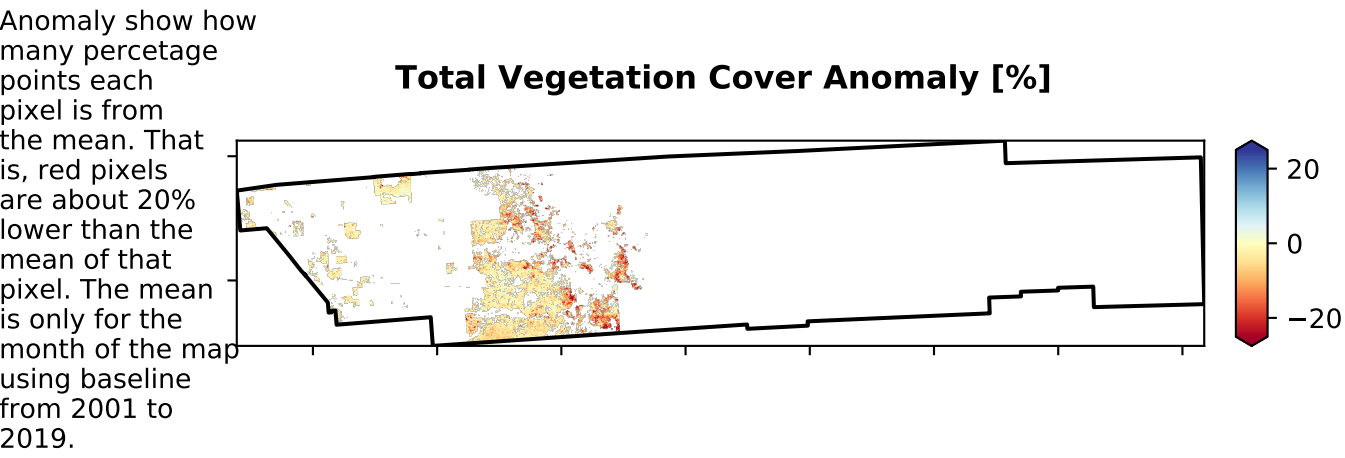 Anomaly show how
many percetage
points each
pixel is from
the mean. That
is, red pixels
are about 20%
lower than the
mean of that
pixel. The mean
is only for the
month of the map
using baseline
from 2001 to
2019.
Total Vegetation Cover Anomaly [%]
20
0
−20